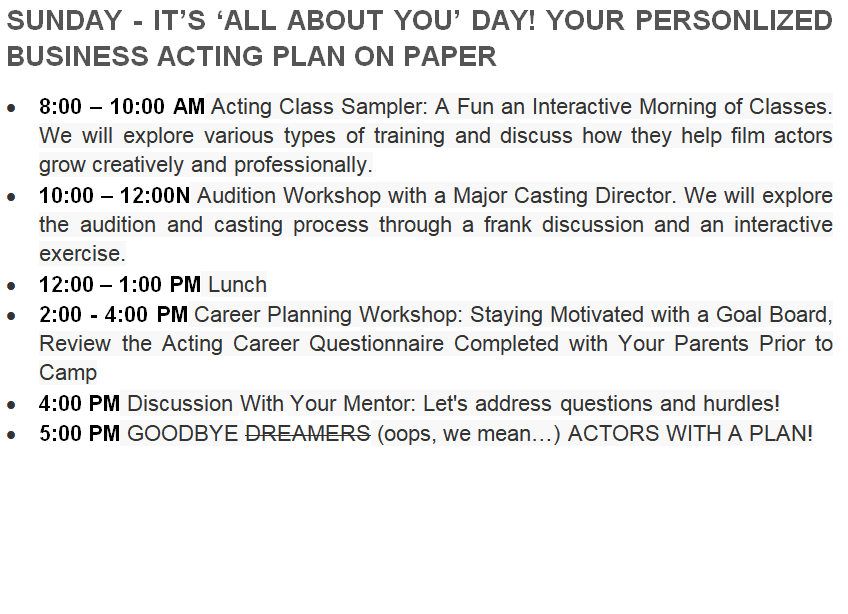 SUNDAY - IT’S ‘ALL ABOUT YOU’ DAY! YOUR PERSONLIZED
BUSINESS ACTING PLAN ON PAPER
• 8:00 – 10:00 AM Acting Class Sampler: A Fun an Interactive Morning of Classes.
We will explore various types of training and discuss how they help film actors
grow creatively and professionally.
• 10:00 – 12:00N Audition Workshop with a Major Casting Director. We will explore
the audition and casting process through a frank discussion and an interactive
exercise.
• 12:00 – 1:00 PM Lunch
• 2:00 - 4:00 PM Career Planning Workshop: Staying Motivated with a Goal Board,
Review the Acting Career Questionnaire Completed with Your Parents Prior to
Camp
• 4:00 PM Discussion With Your Mentor: Let's address questions and hurdles!
• 5:00 PM GOODBYE DREAMERS (oops, we mean…) ACTORS WITH A PLAN!